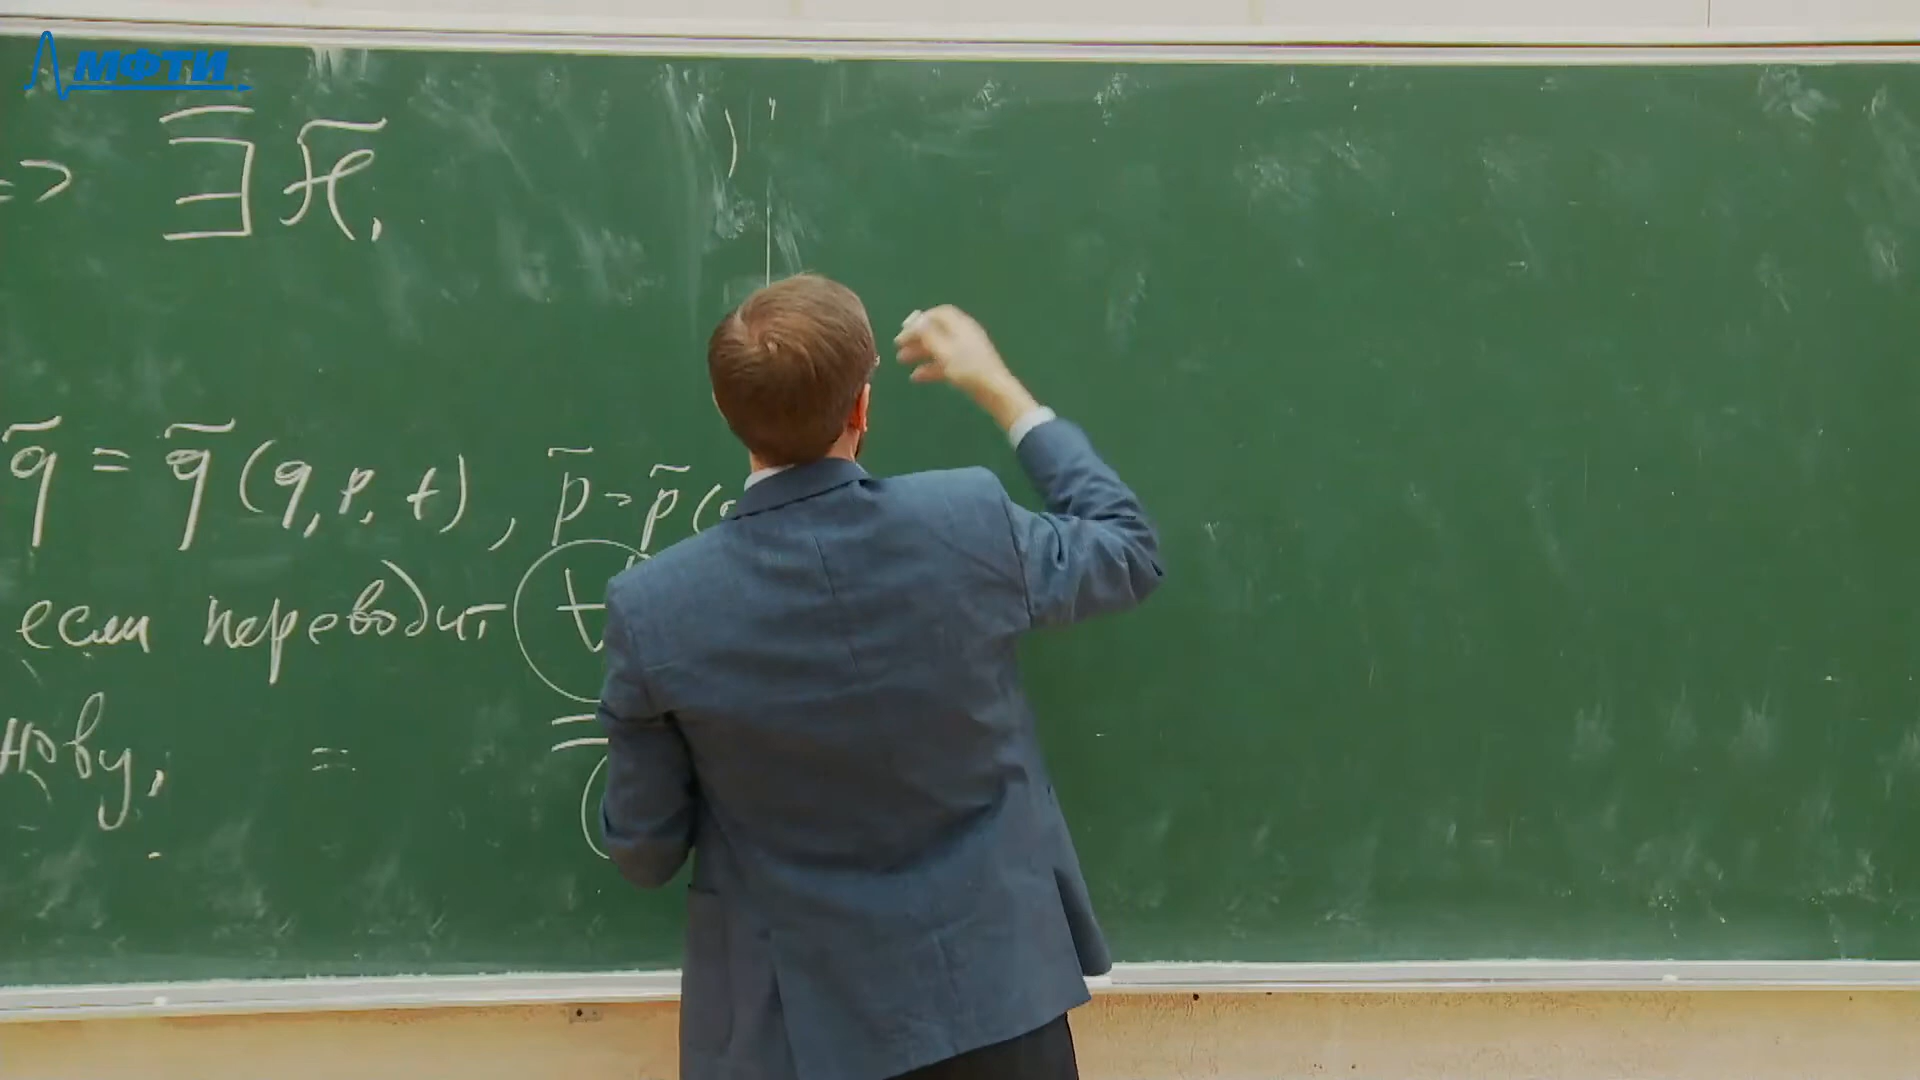 МФТИ
=> ∃ H̃,
q̃ = q̃(q, p, t), p̃ = p̃(
если переводит t
нову, =